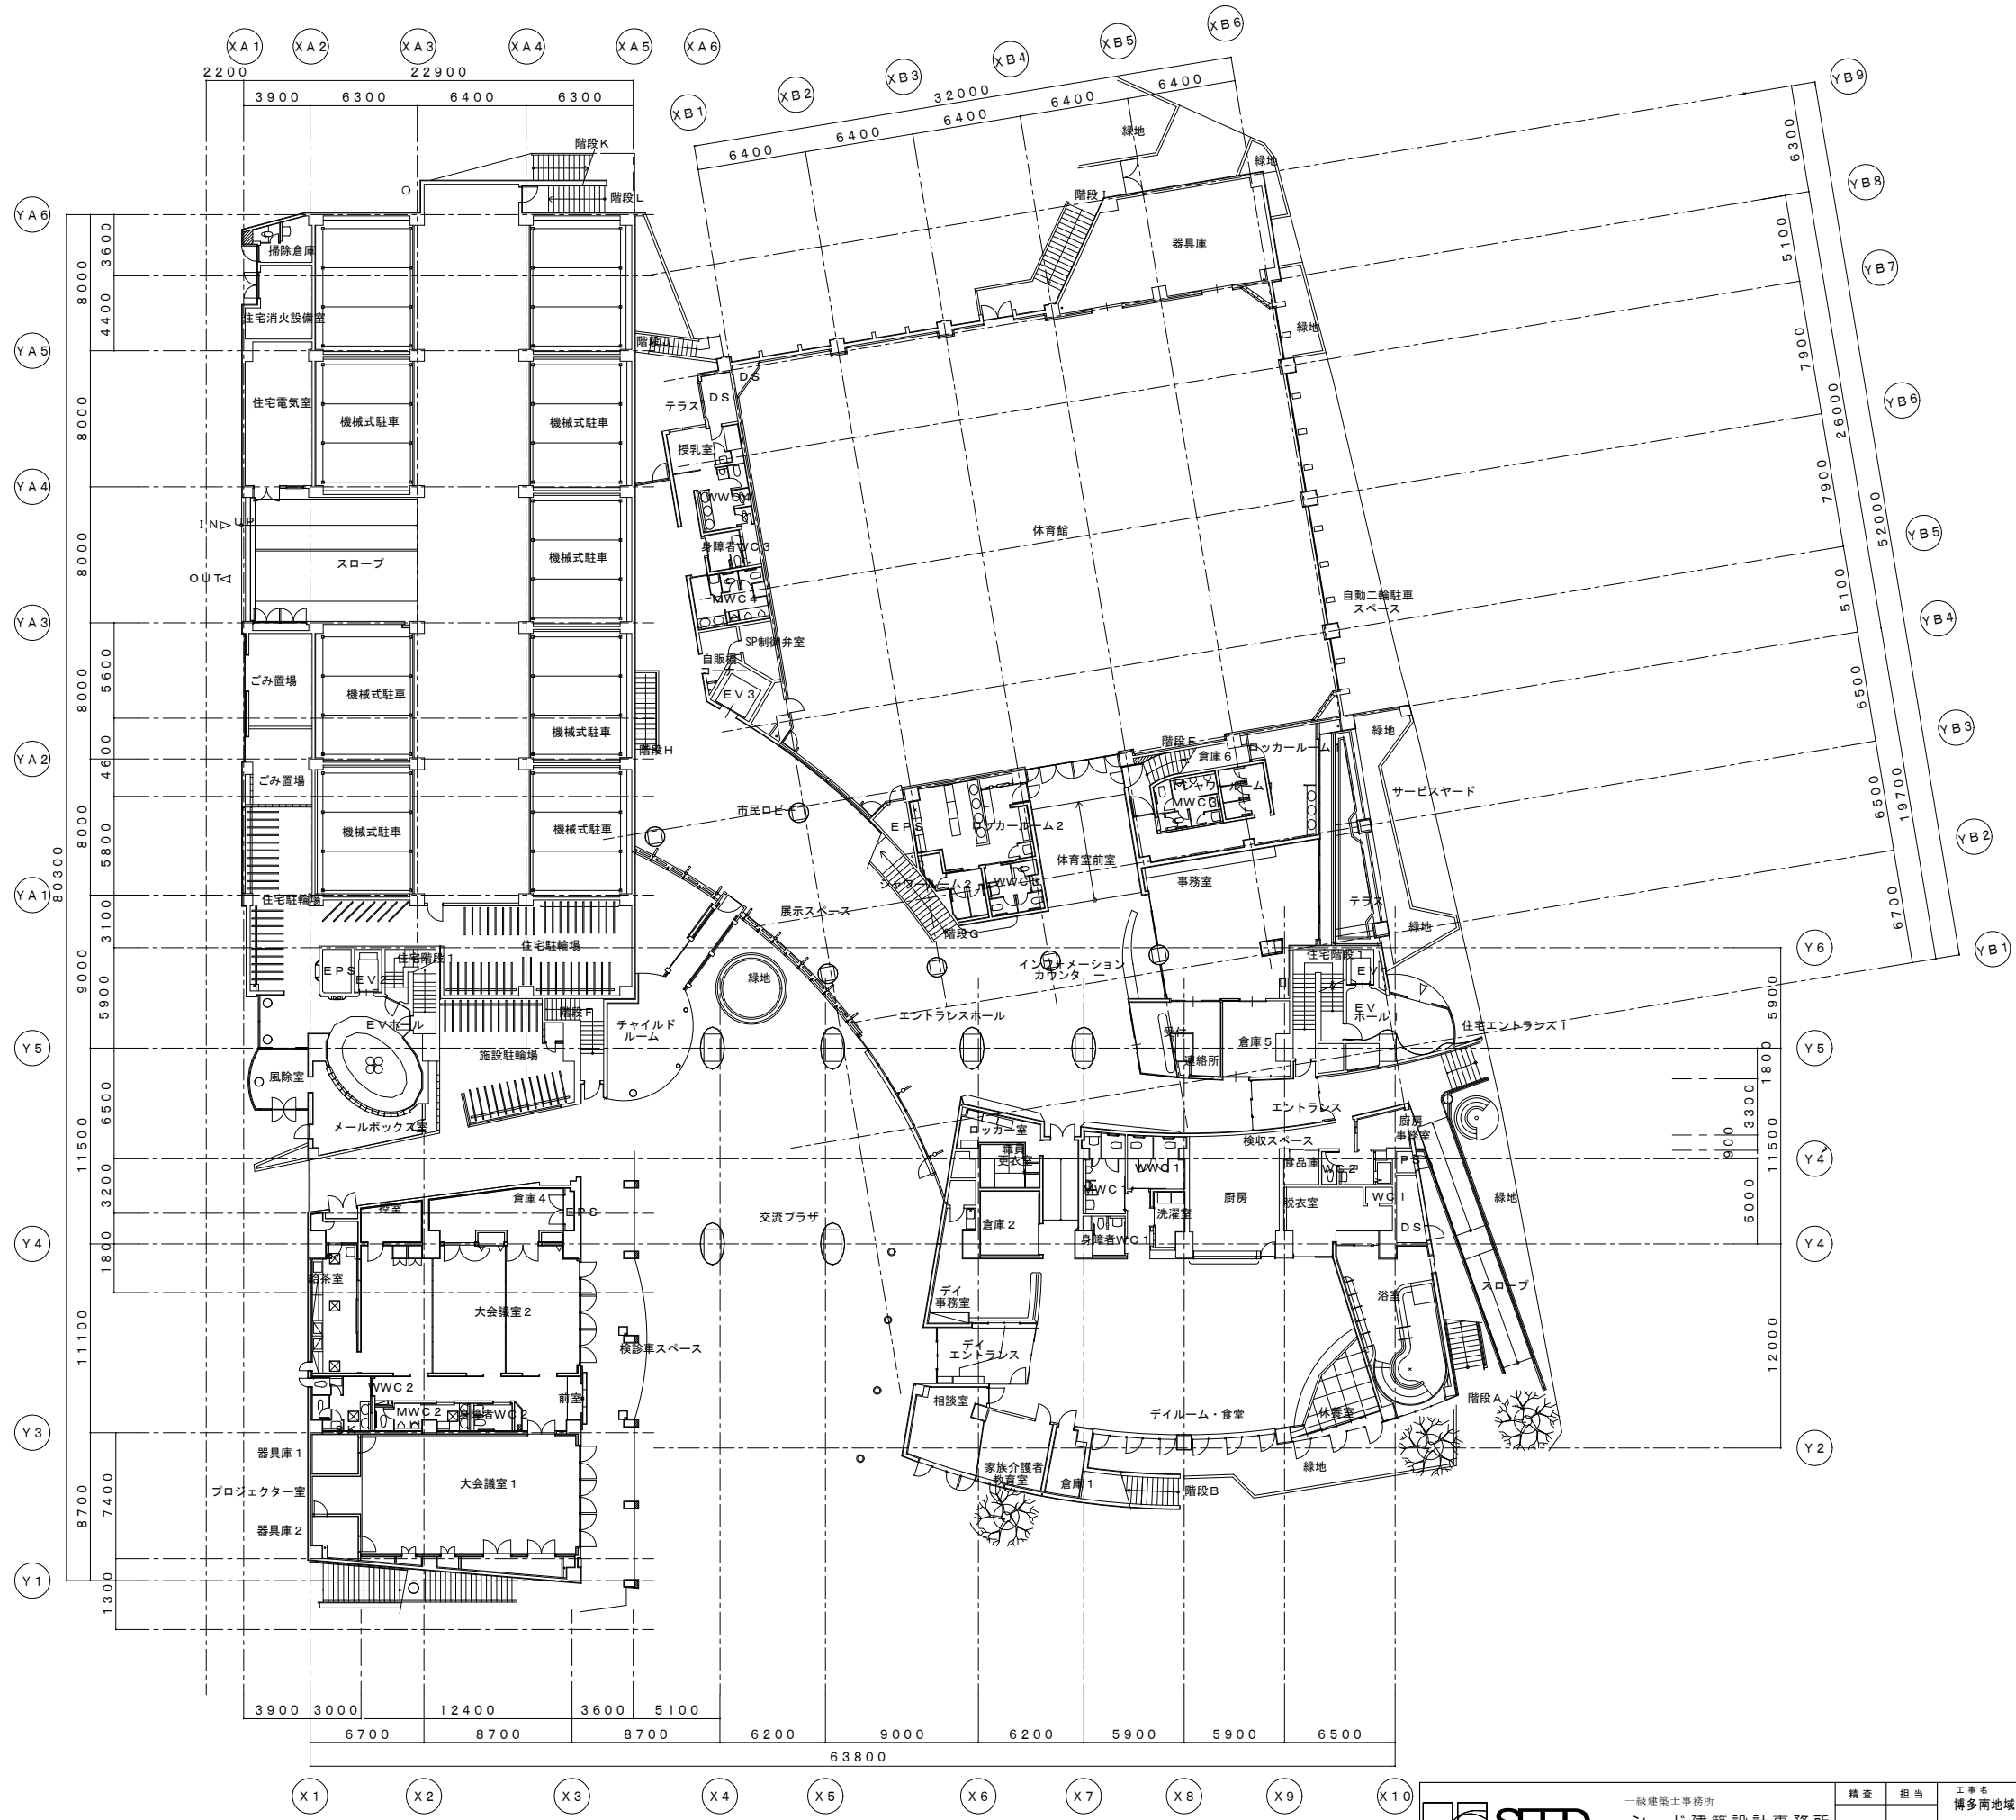 XA1
XA2
XA3
XA4
XA5
XA6
XB1
XB2
XB3
XB4
XB5
XB6
YB9
YB8
YB7
YB6
YB5
YB4
YB3
YB2
YB1
2200
22900
3900
6300
6400
6300
32000
6400
6400
6400
6400
6400
6300
5100
7900
26000
7900
52000
5100
6500
6500
19700
6700
YA6
YA5
YA4
YA3
YA2
YA1
Y5
Y4
Y3
Y1
3600
8000
4400
8000
8000
5600
8000
4600
8000
5800
80300
3100
9000
5900
6500
11500
3200
1800
11100
8700
7400
1300
階段K
階段L
掃除倉庫
住宅消火設備室
住宅電気室
機械式駐車
機械式駐車
IN
UP
OUT
スロープ
機械式駐車
ごみ置場
機械式駐車
機械式駐車
ごみ置場
機械式駐車
機械式駐車
階段H
住宅駐輪場
住宅駐輪場
EPS
EV2
住宅階段1
EVホール
階段F
チャイルド
ルーム
施設駐輪場
風除室
メールボックス室
緑地
緑地
階段I
器具庫
緑地
階段J
DS
DS
テラス
授乳室
WWC4
身障者WC3
MWC4
SP制御弁室
自販機
EV3
体育館
自動二輪駐車
スペース
緑地
サービスヤード
市民ロビー
EPS
ロッカールーム2
シャワールーム2
WWC3
体育室前室
階段E
倉庫6
ロッカールーム1
シャワールーム1
MWC3
事務室
テラス
緑地
展示スペース
階段G
緑地
インフォメーション
カウンター
エントランスホール
住宅階段1
EV
EV
ホール1
住宅エントランス1
受付
連絡所
倉庫5
エントランス
検収スペース
厨房
事務室
ロッカー室
職員
更衣室
WWC1
MWC1
食品庫
WC2
PS
WC1
脱衣室
DS
厨房
洗濯室
倉庫2
身障者WC1
緑地
スロープ
浴室
デイ
事務室
デイ
エントランス
相談室
デイルーム・食堂
休養室
階段A
緑地
家族介護者
教育室
倉庫1
階段B
交流プラザ
控室
倉庫4
EPS
給茶室
大会議室2
検診車スペース
WWC2
MWC2
身障者WC2
前室
SK
器具庫1
プロジェクター室
大会議室1
器具庫2
Y6
Y5
Y4'
Y4
Y2
5900
1800
3300
900
11500
5000
12000
3900
3000
12400
3600
5100
6700
8700
8700
6200
9000
6200
5900
5900
6500
63800
X1
X2
X3
X4
X5
X6
X7
X8
X9
X10
一級建築士事務所
精査
担当
工事名
博多南地域